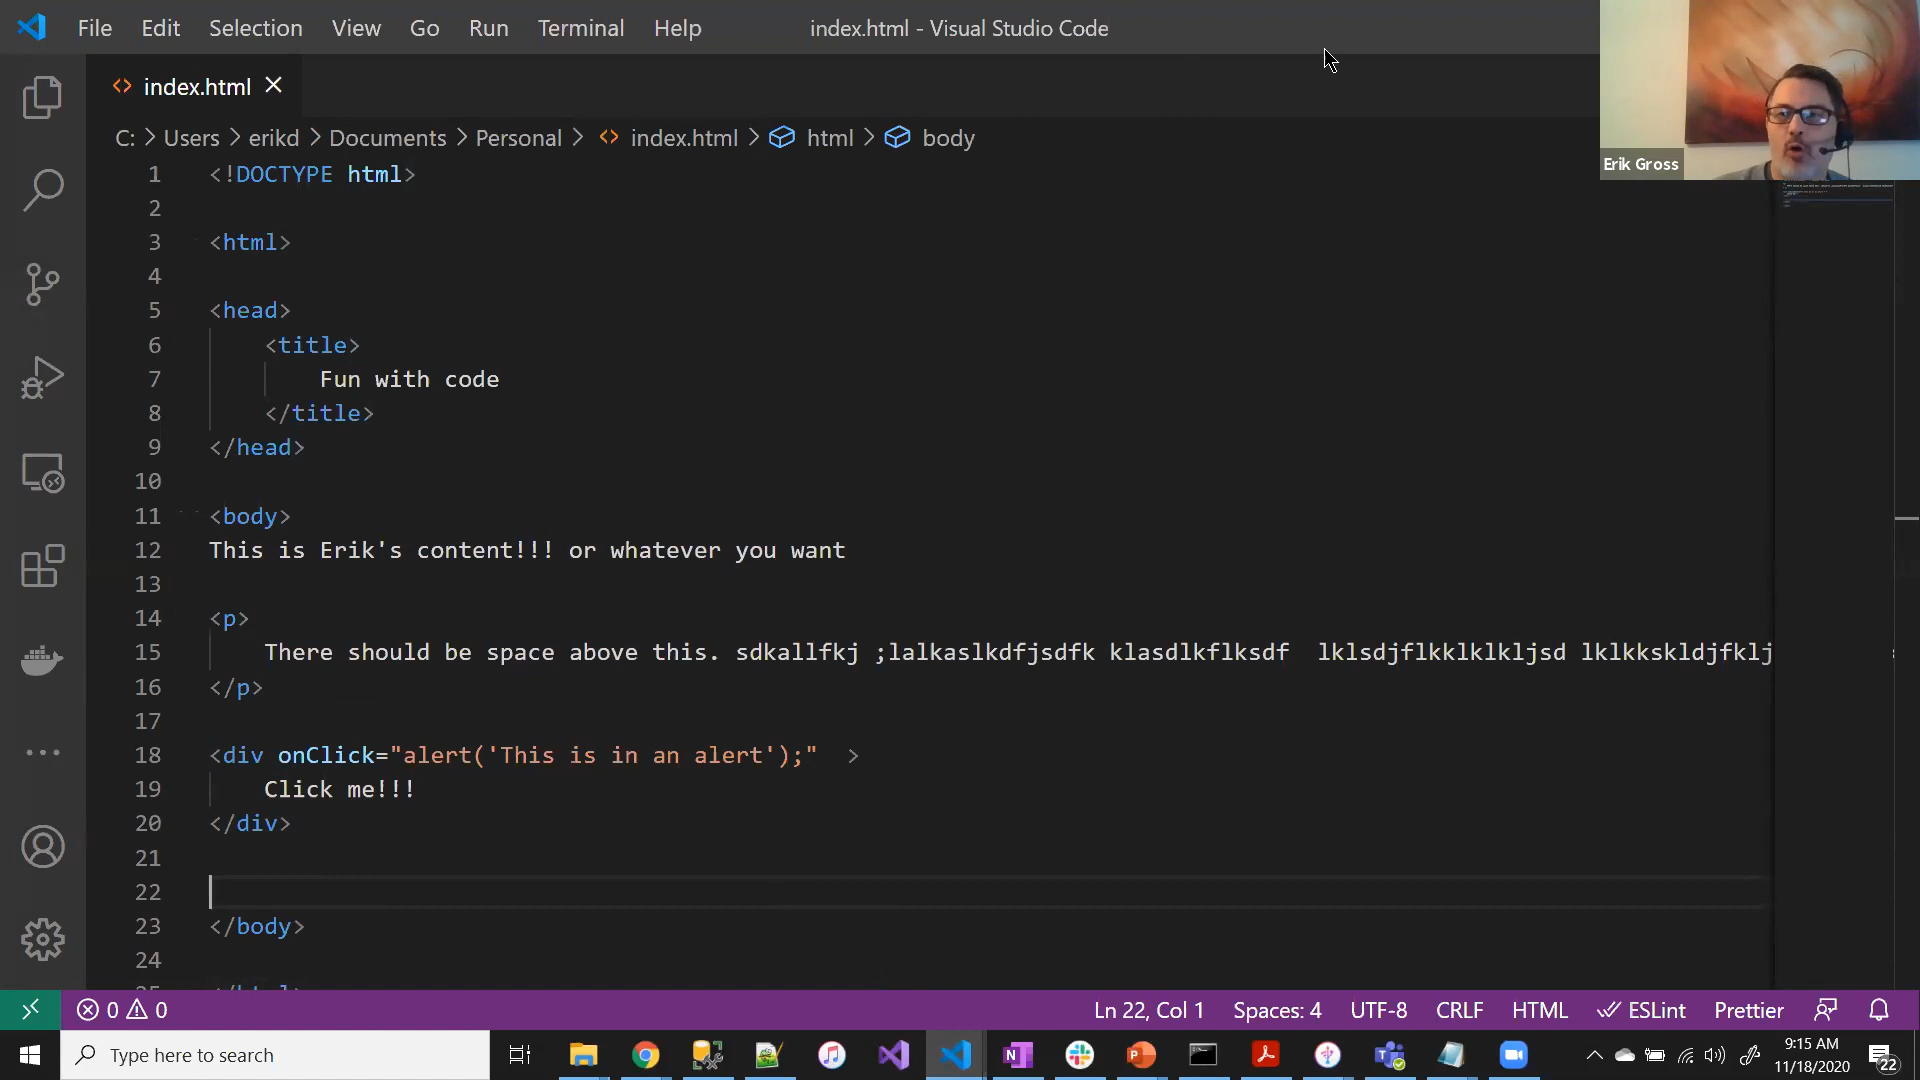 File Edit Selection View Go Run Terminal Help index.html - Visual Studio Code
index.html
Erik Gross
C: > Users > erikd > Documents > Personal > index.html > html > body
1 <!DOCTYPE html>
2
3 <html>
4
5 <head>
6 <title>
7 Fun with code
8 </title>
9 </head>
10
11 <body>
12 This is Erik's content!!! or whatever you want
13
14 <p>
15 There should be space above this. sdkallfkj ;lalkaslkdfjsdfk klasdlkflksdf  lklsdjflkklklkljsd lklkkskldjfklj
16 </p>
17
18 <div onClick="alert('This is in an alert');"  >
19 Click me!!!
20 </div>
21
22
23 </body>
24
0 0 Ln 22, Col 1 Spaces: 4 UTF-8 CRLF HTML ESLint Prettier
Type here to search
9:15 AM
11/18/2020
22